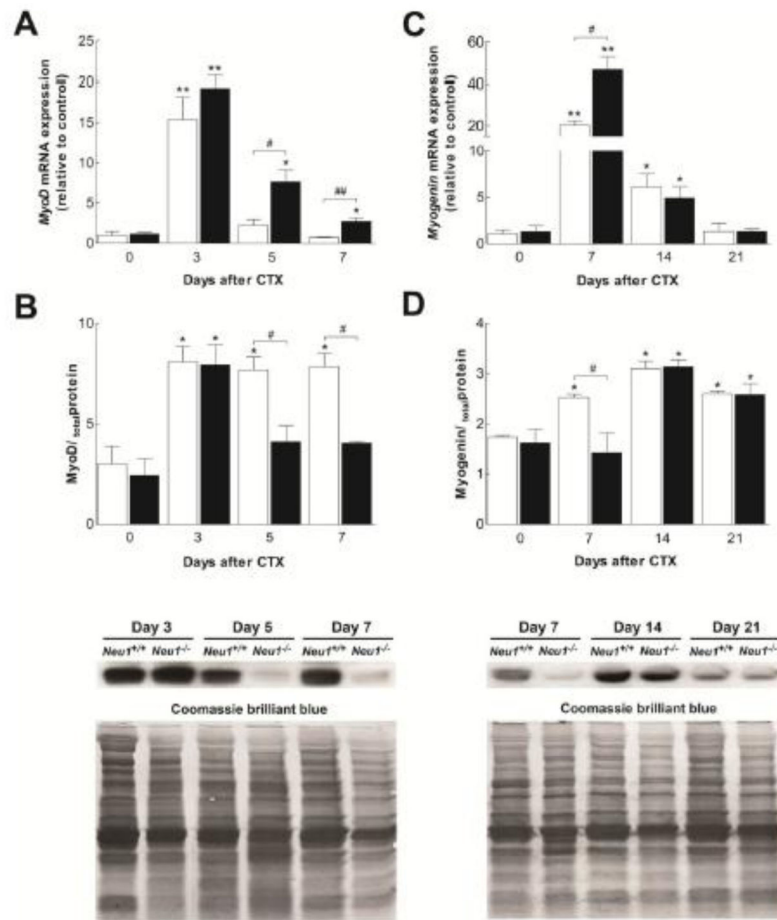 A
MyoD mRNA expression
(relative to control)
25
20
15
10
5
0
**
**
#
*
##
*
0 3 5 7
Days after CTX
C
Myogenin mRNA expression
(relative to control)
60
40
20
10
5
0
#
**
**
*
*
0 7 14 21
Days after CTX
B
MyoD/total protein
10
5
0
*
*
*
#
*
#
0 3 5 7
Days after CTX
D
Myogenin/total protein
4
3
2
1
0
*
#
*
*
*
*
0 7 14 21
Days after CTX
Day 3 Day 5 Day 7
Neu1+/+ Neu1-/- Neu1+/+ Neu1-/- Neu1+/+ Neu1-/-
Coomassie brilliant blue
Day 7 Day 14 Day 21
Neu1+/+ Neu1-/- Neu1+/+ Neu1-/- Neu1+/+ Neu1-/-
Coomassie brilliant blue